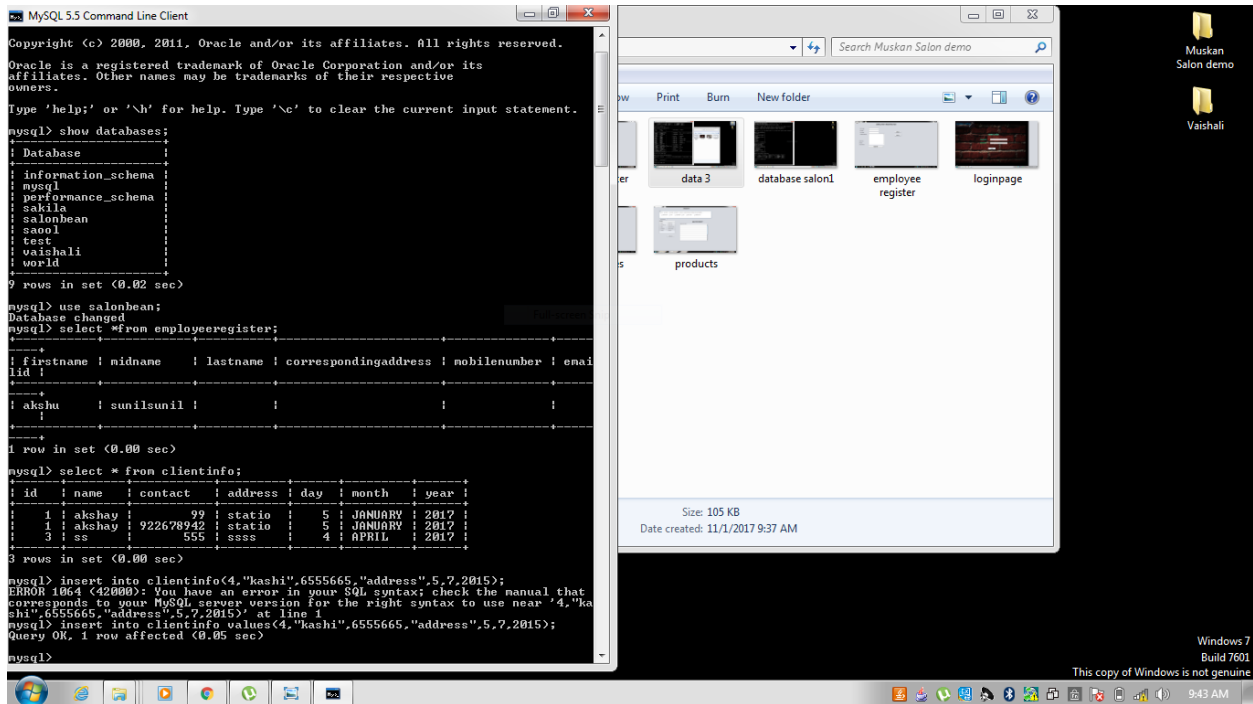 MySQL 5.5 Command Line Client
Copyright (c) 2000, 2011, Oracle and/or its affiliates. All rights reserved.
Oracle is a registered trademark of Oracle Corporation and/or its
affiliates. Other names may be trademarks of their respective
owners.
Type 'help;' or '\h' for help. Type '\c' to clear the current input statement.
mysql> show databases;
+--------------------+
| Database           |
+--------------------+
| information_schema |
| mysql              |
| performance_schema |
| sakila             |
| salonbean          |
| saool              |
| test               |
| vaishali           |
| world              |
+--------------------+
9 rows in set (0.02 sec)
mysql> use salonbean;
Database changed
mysql> select *from employeeregister;
| firstname | midname    | lastname | correspondingaddress | mobilenumber | emai
lid |
| akshu     | sunilsunil |          |                      |              |
    |
1 row in set (0.00 sec)
mysql> select * from clientinfo;
| id   | name   | contact   | address | day  | month   | year |
|    1 | akshay |        99 | statio  |    5 | JANUARY | 2017 |
|    1 | akshay | 922678942 | statio  |    5 | JANUARY | 2017 |
|    3 | ss     |       555 | ssss    |    4 | APRIL   | 2017 |
3 rows in set (0.00 sec)
mysql> insert into clientinfo(4,"kashi",6555665,"address",5,7,2015);
ERROR 1064 (42000): You have an error in your SQL syntax; check the manual that
corresponds to your MySQL server version for the right syntax to use near '4,"ka
shi",6555665,"address",5,7,2015)' at line 1
mysql> insert into clientinfo values(4,"kashi",6555665,"address",5,7,2015);
Query OK, 1 row affected (0.05 sec)
mysql>
Search Muskan Salon demo
Print Burn New folder
data 3
database salon1
employee
register
loginpage
products
Size: 105 KB
Date created: 11/1/2017 9:37 AM
Muskan
Salon demo
Vaishali
Windows 7
Build 7601
This copy of Windows is not genuine
9:43 AM